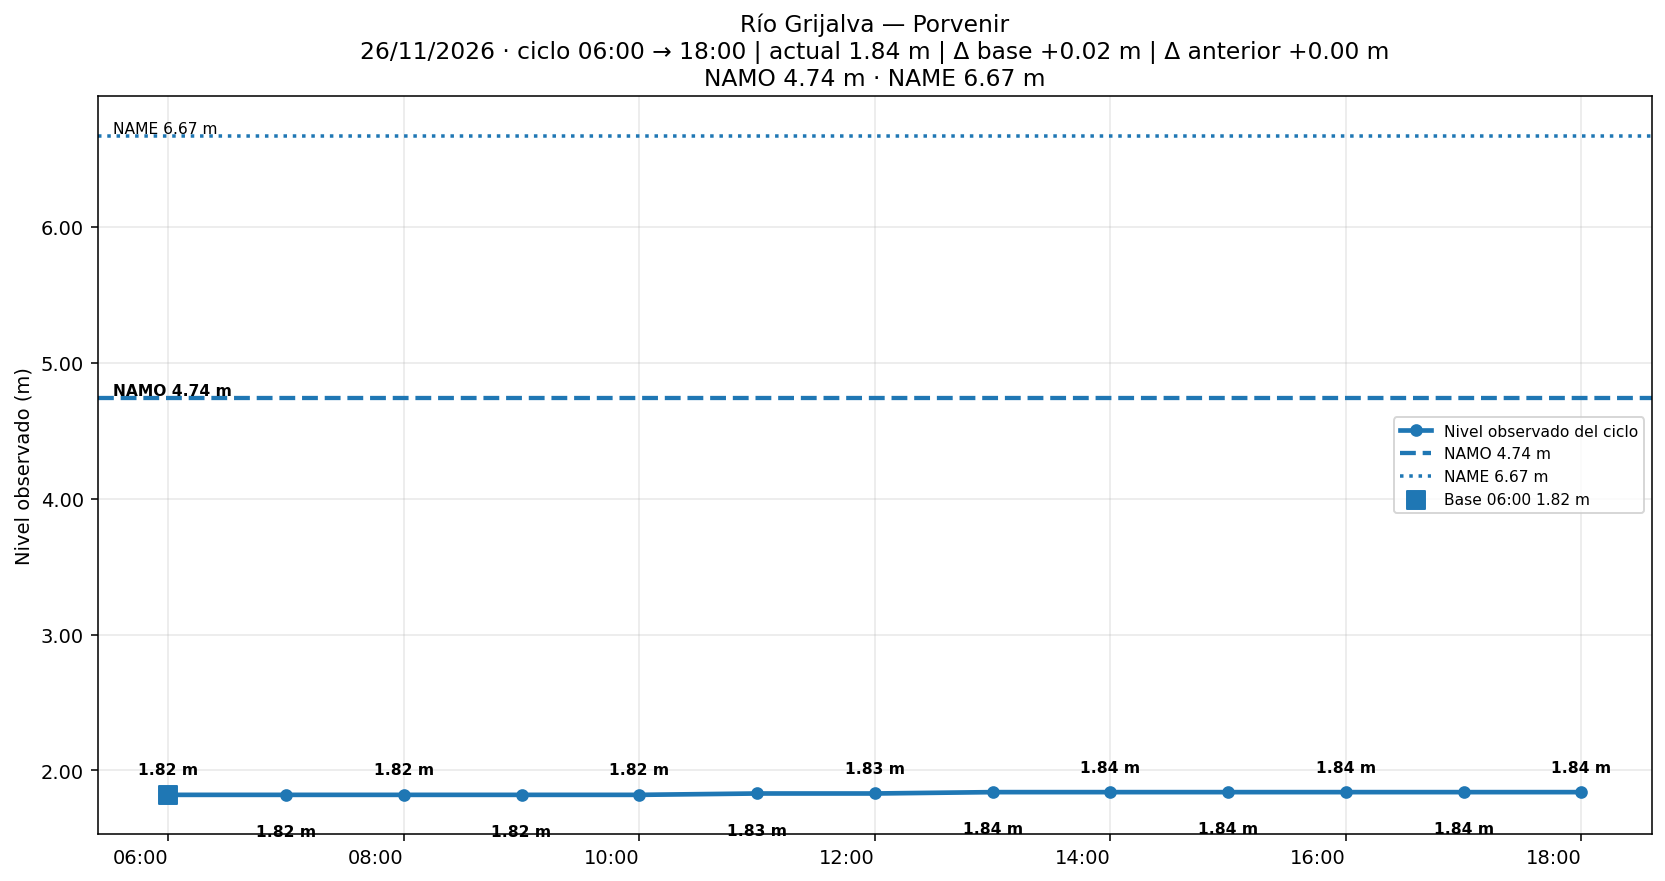 Río Grijalva — Porvenir
26/11/2026 · ciclo 06:00 → 18:00 | actual 1.84 m | Δ base +0.02 m | Δ anterior +0.00 m
NAMO 4.74 m · NAME 6.67 m
NAME 6.67 m
6.00
5.00
NAMO 4.74 m
Nivel observado del ciclo
NAMO 4.74 m
NAME 6.67 m
Base 06:00 1.82 m
4.00
Nivel observado (m)
3.00
2.00
1.82 m 1.82 m 1.82 m 1.83 m 1.84 m 1.84 m 1.84 m
1.82 m 1.82 m 1.83 m 1.84 m 1.84 m 1.84 m
06:00 08:00 10:00 12:00 14:00 16:00 18:00